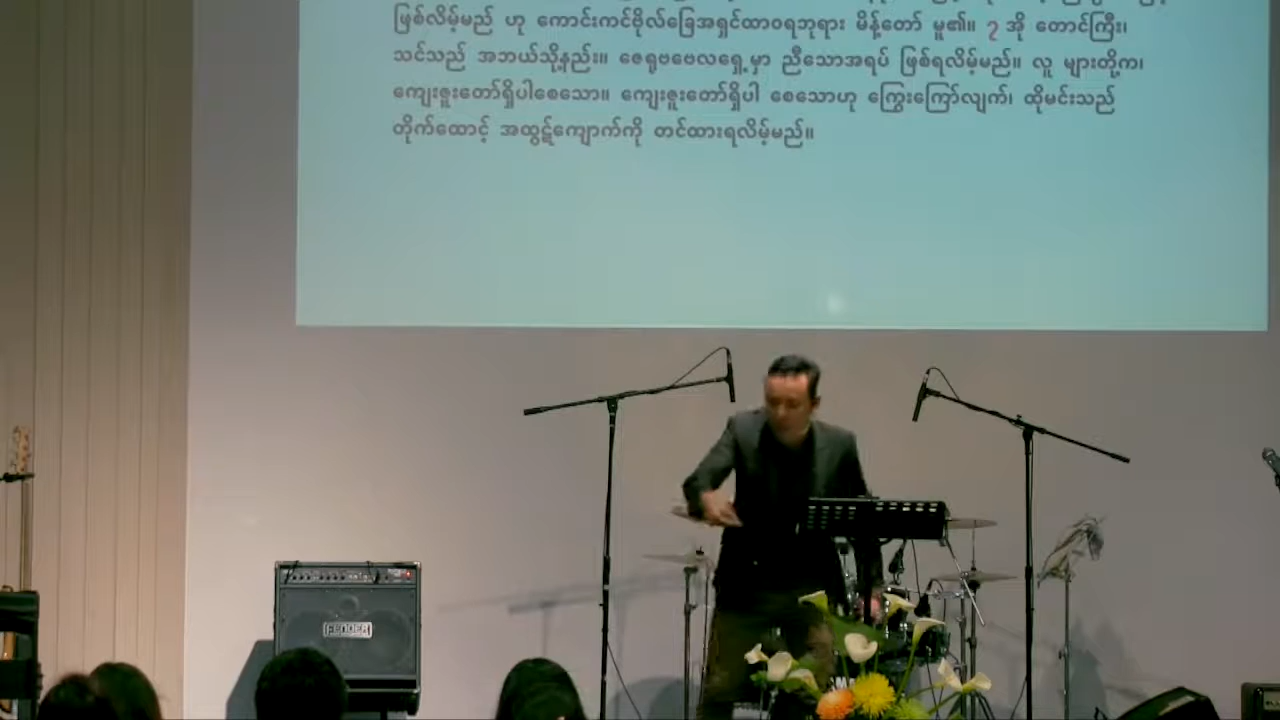 ဖြစ်လိမ့်မည် ဟု ကောင်းကင်ဗိုလ်ခြေအရှင်ထာဝရဘုရား မိန့်တော် မူ၏။ ၇ အို တောင်ကြီး၊
သင်သည် အဘယ်သို့နည်း။ ဇေရုဗဗေလရှေ့မှာ ညီသောအရပ် ဖြစ်ရလိမ့်မည်။ လူ များတို့က၊
ကျေးဇူးတော်ရှိပါစေသော။ ကျေးဇူးတော်ရှိပါ စေသောဟု ကြွေးကြော်လျက်၊ ထိုမင်းသည်
တိုက်ထောင့် အထွဋ်ကျောက်ကို တင်ထားရလိမ့်မည်။
FENDER